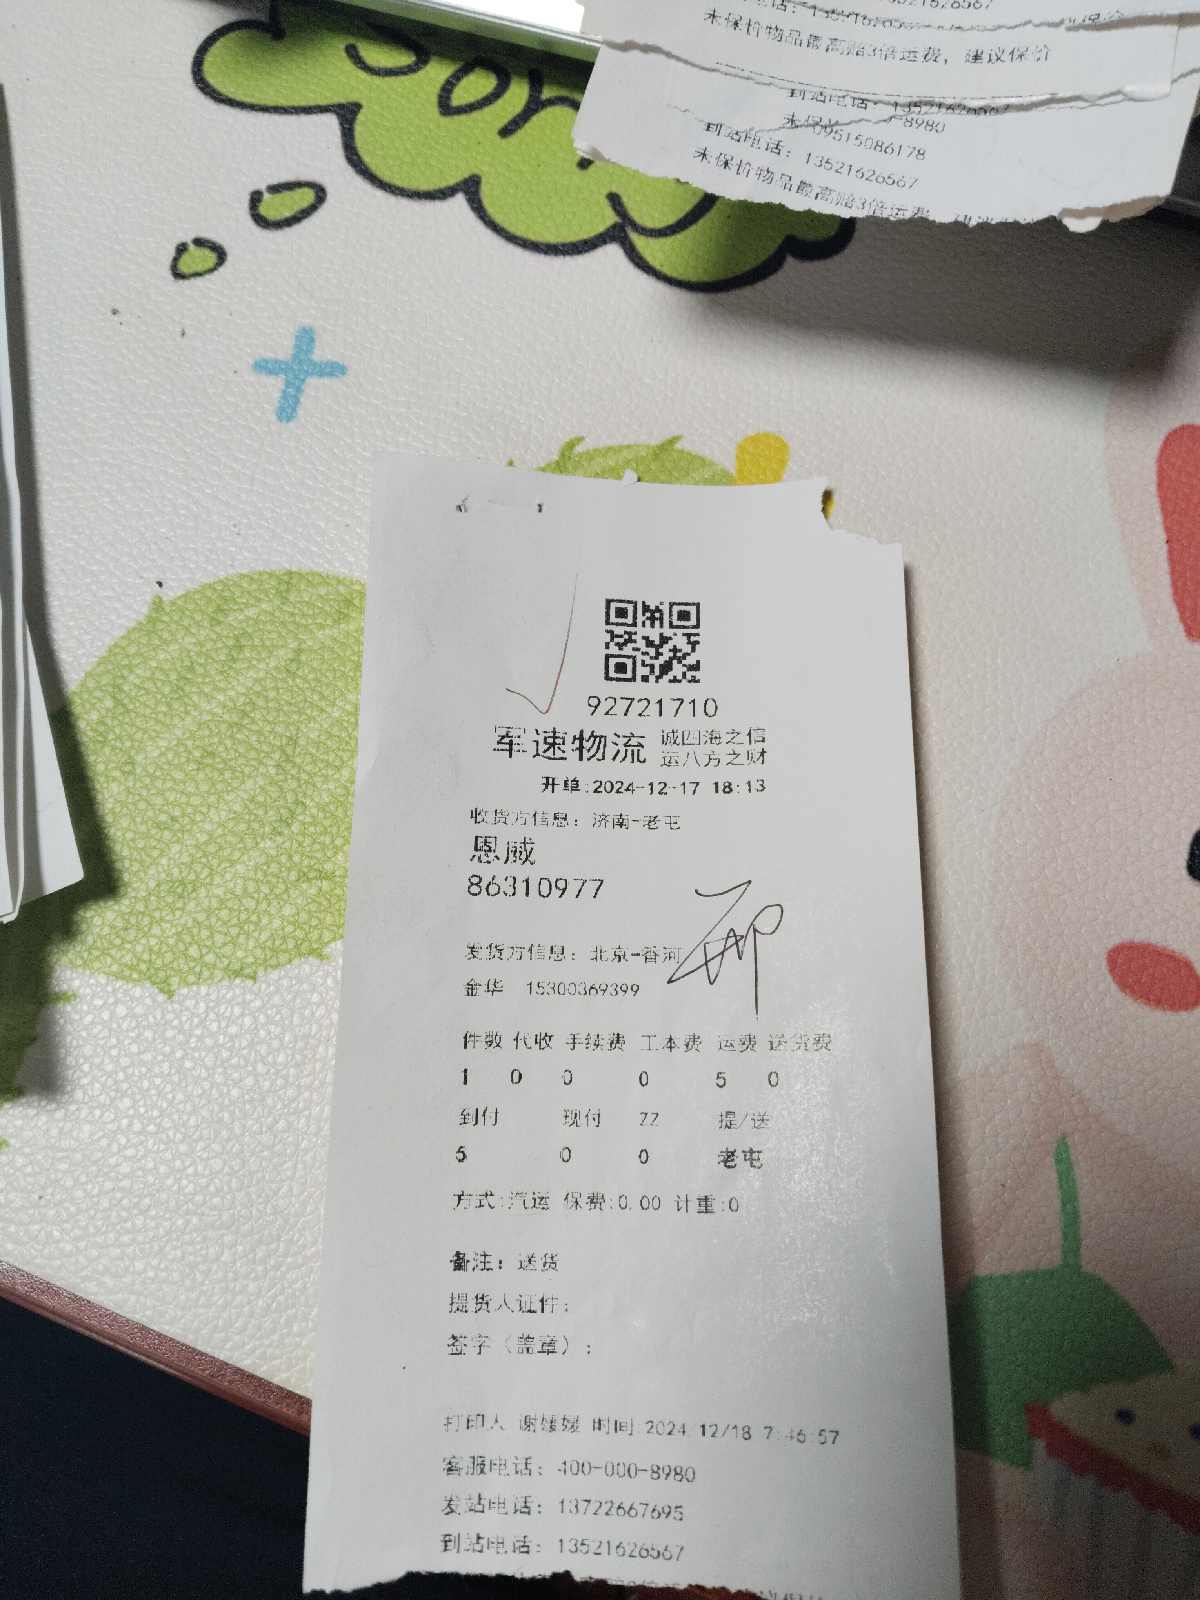 13521626567
未保价物品最高赔3倍运费，建议保价
到站电话：13521626567
8980
09515086178
到站电话：13521626567
未保价物品最高赔3倍运费
92721710
军速物流 诚四海之信
运八方之财
开单:2024-12-17 18:13
收货方信息：济南-老屯
恩威
86310977
发货方信息：北京-香河
金华 15300369399
件数 代收 手续费 工本费 运费 送货费
1 0 0 0 5 0
到付 现付 ZZ 提/送
5 0 0 老屯
方式:汽运 保费:0.00 计重:0
备注：送货
提货人证件：
签字（盖章）：
打印人 谢媛媛 时间 2024/12/18 7:46:57
客服电话：400-000-8980
发站电话：13722667695
到站电话：13521626567